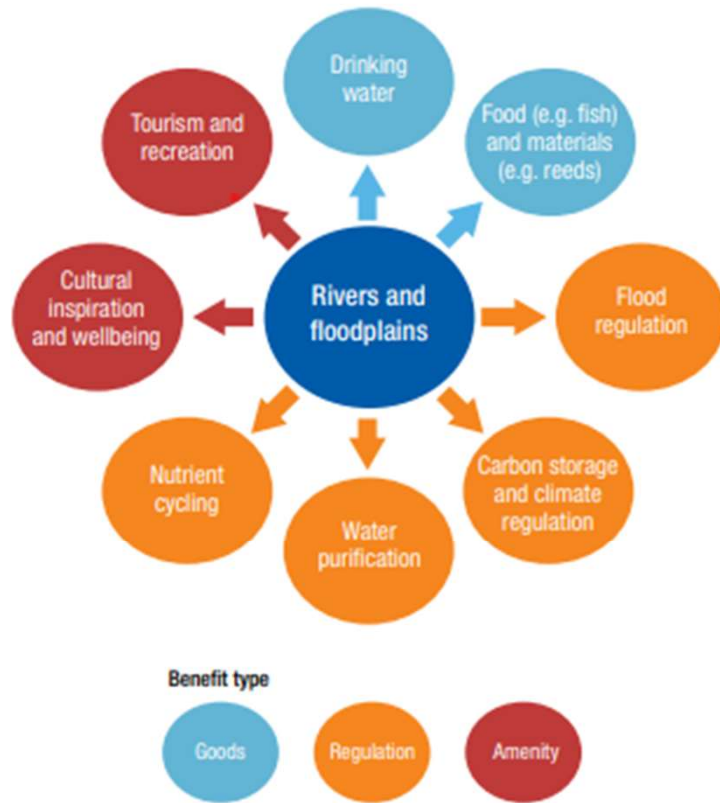 Drinking
water
Food (e.g. fish)
and materials
(e.g. reeds)
Tourism and
recreation
Rivers and
floodplains
Flood
regulation
Cultural
inspiration
and wellbeing
Carbon storage
and climate
regulation
Nutrient
cycling
Water
purification
Benefit type
Goods
Regulation
Amenity